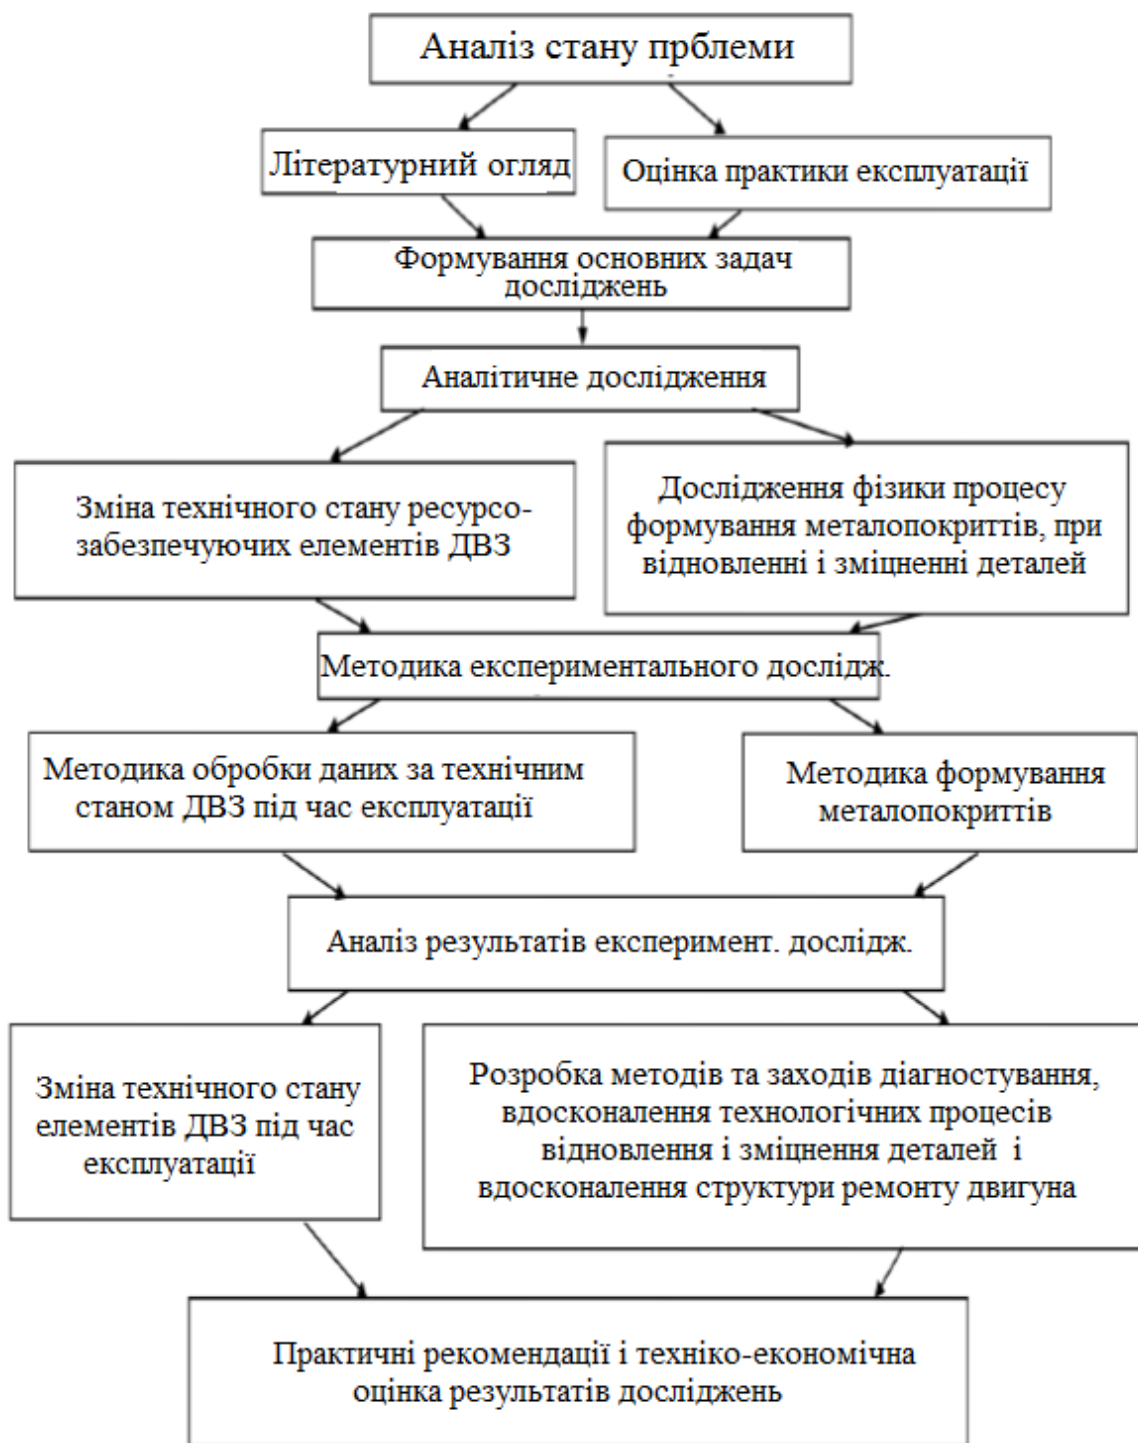 Аналіз стану прблеми
Літературний огляд
Оцінка практики експлуатації
Формування основних задач
досліджень
Аналітичне дослідження
Зміна технічного стану ресурсо-
забезпечуючих елементів ДВЗ
Дослідження фізики процесу
формування металопокриттів, при
відновленні і зміцненні деталей
Методика експериментального дослідж.
Методика обробки даних за технічним
станом ДВЗ під час експлуатації
Методика формування
металопокриттів
Аналіз результатів експеримент. дослідж.
Зміна технічного стану
елементів ДВЗ під час
експлуатації
Розробка методів та заходів діагностування,
вдосконалення технологічних процесів
відновлення і зміцнення деталей і
вдосконалення структури ремонту двигуна
Практичні рекомендації і техніко-економічна
оцінка результатів досліджень